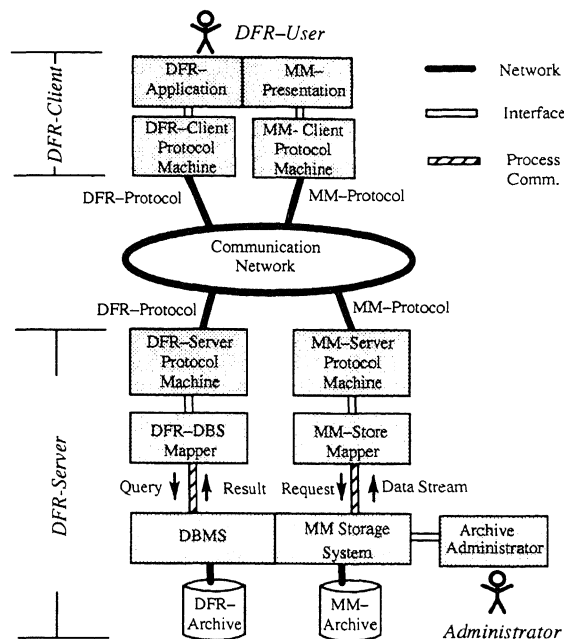 DFR–User
DFR–
Application
MM–
Presentation
Network
Interface
Process
Comm.
DFR-Client
DFR–Client
Protocol
Machine
MM- Client
Protocol
Machine
DFR–Protocol
MM–Protocol
Communication
Network
DFR–Protocol
MM–Protocol
DFR-Server
DFR–Server
Protocol
Machine
MM–Server
Protocol
Machine
DFR–DBS
Mapper
MM–Store
Mapper
Query
Result
Request
Data Stream
DBMS
MM Storage
System
Archive
Administrator
DFR–
Archive
MM–
Archive
Administrator